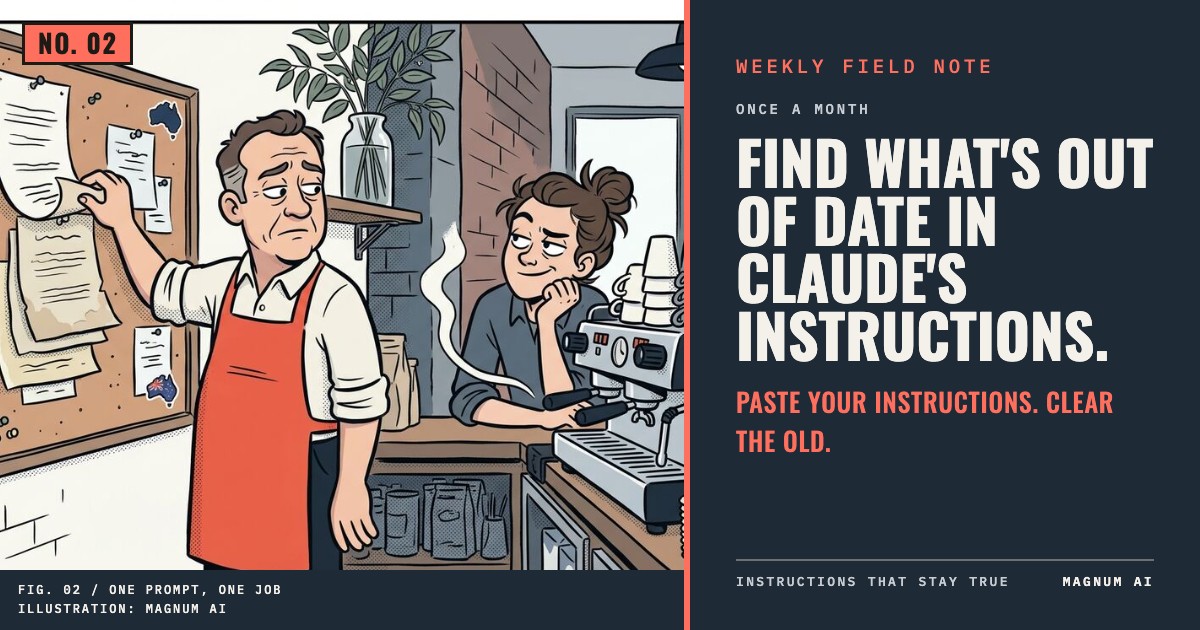 NO. 02
WEEKLY FIELD NOTE
ONCE A MONTH
FIND WHAT'S OUT
OF DATE IN
CLAUDE'S
INSTRUCTIONS.
PASTE YOUR INSTRUCTIONS. CLEAR
THE OLD.
INSTRUCTIONS THAT STAY TRUE
MAGNUM AI
FIG. 02 / ONE PROMPT, ONE JOB
ILLUSTRATION: MAGNUM AI